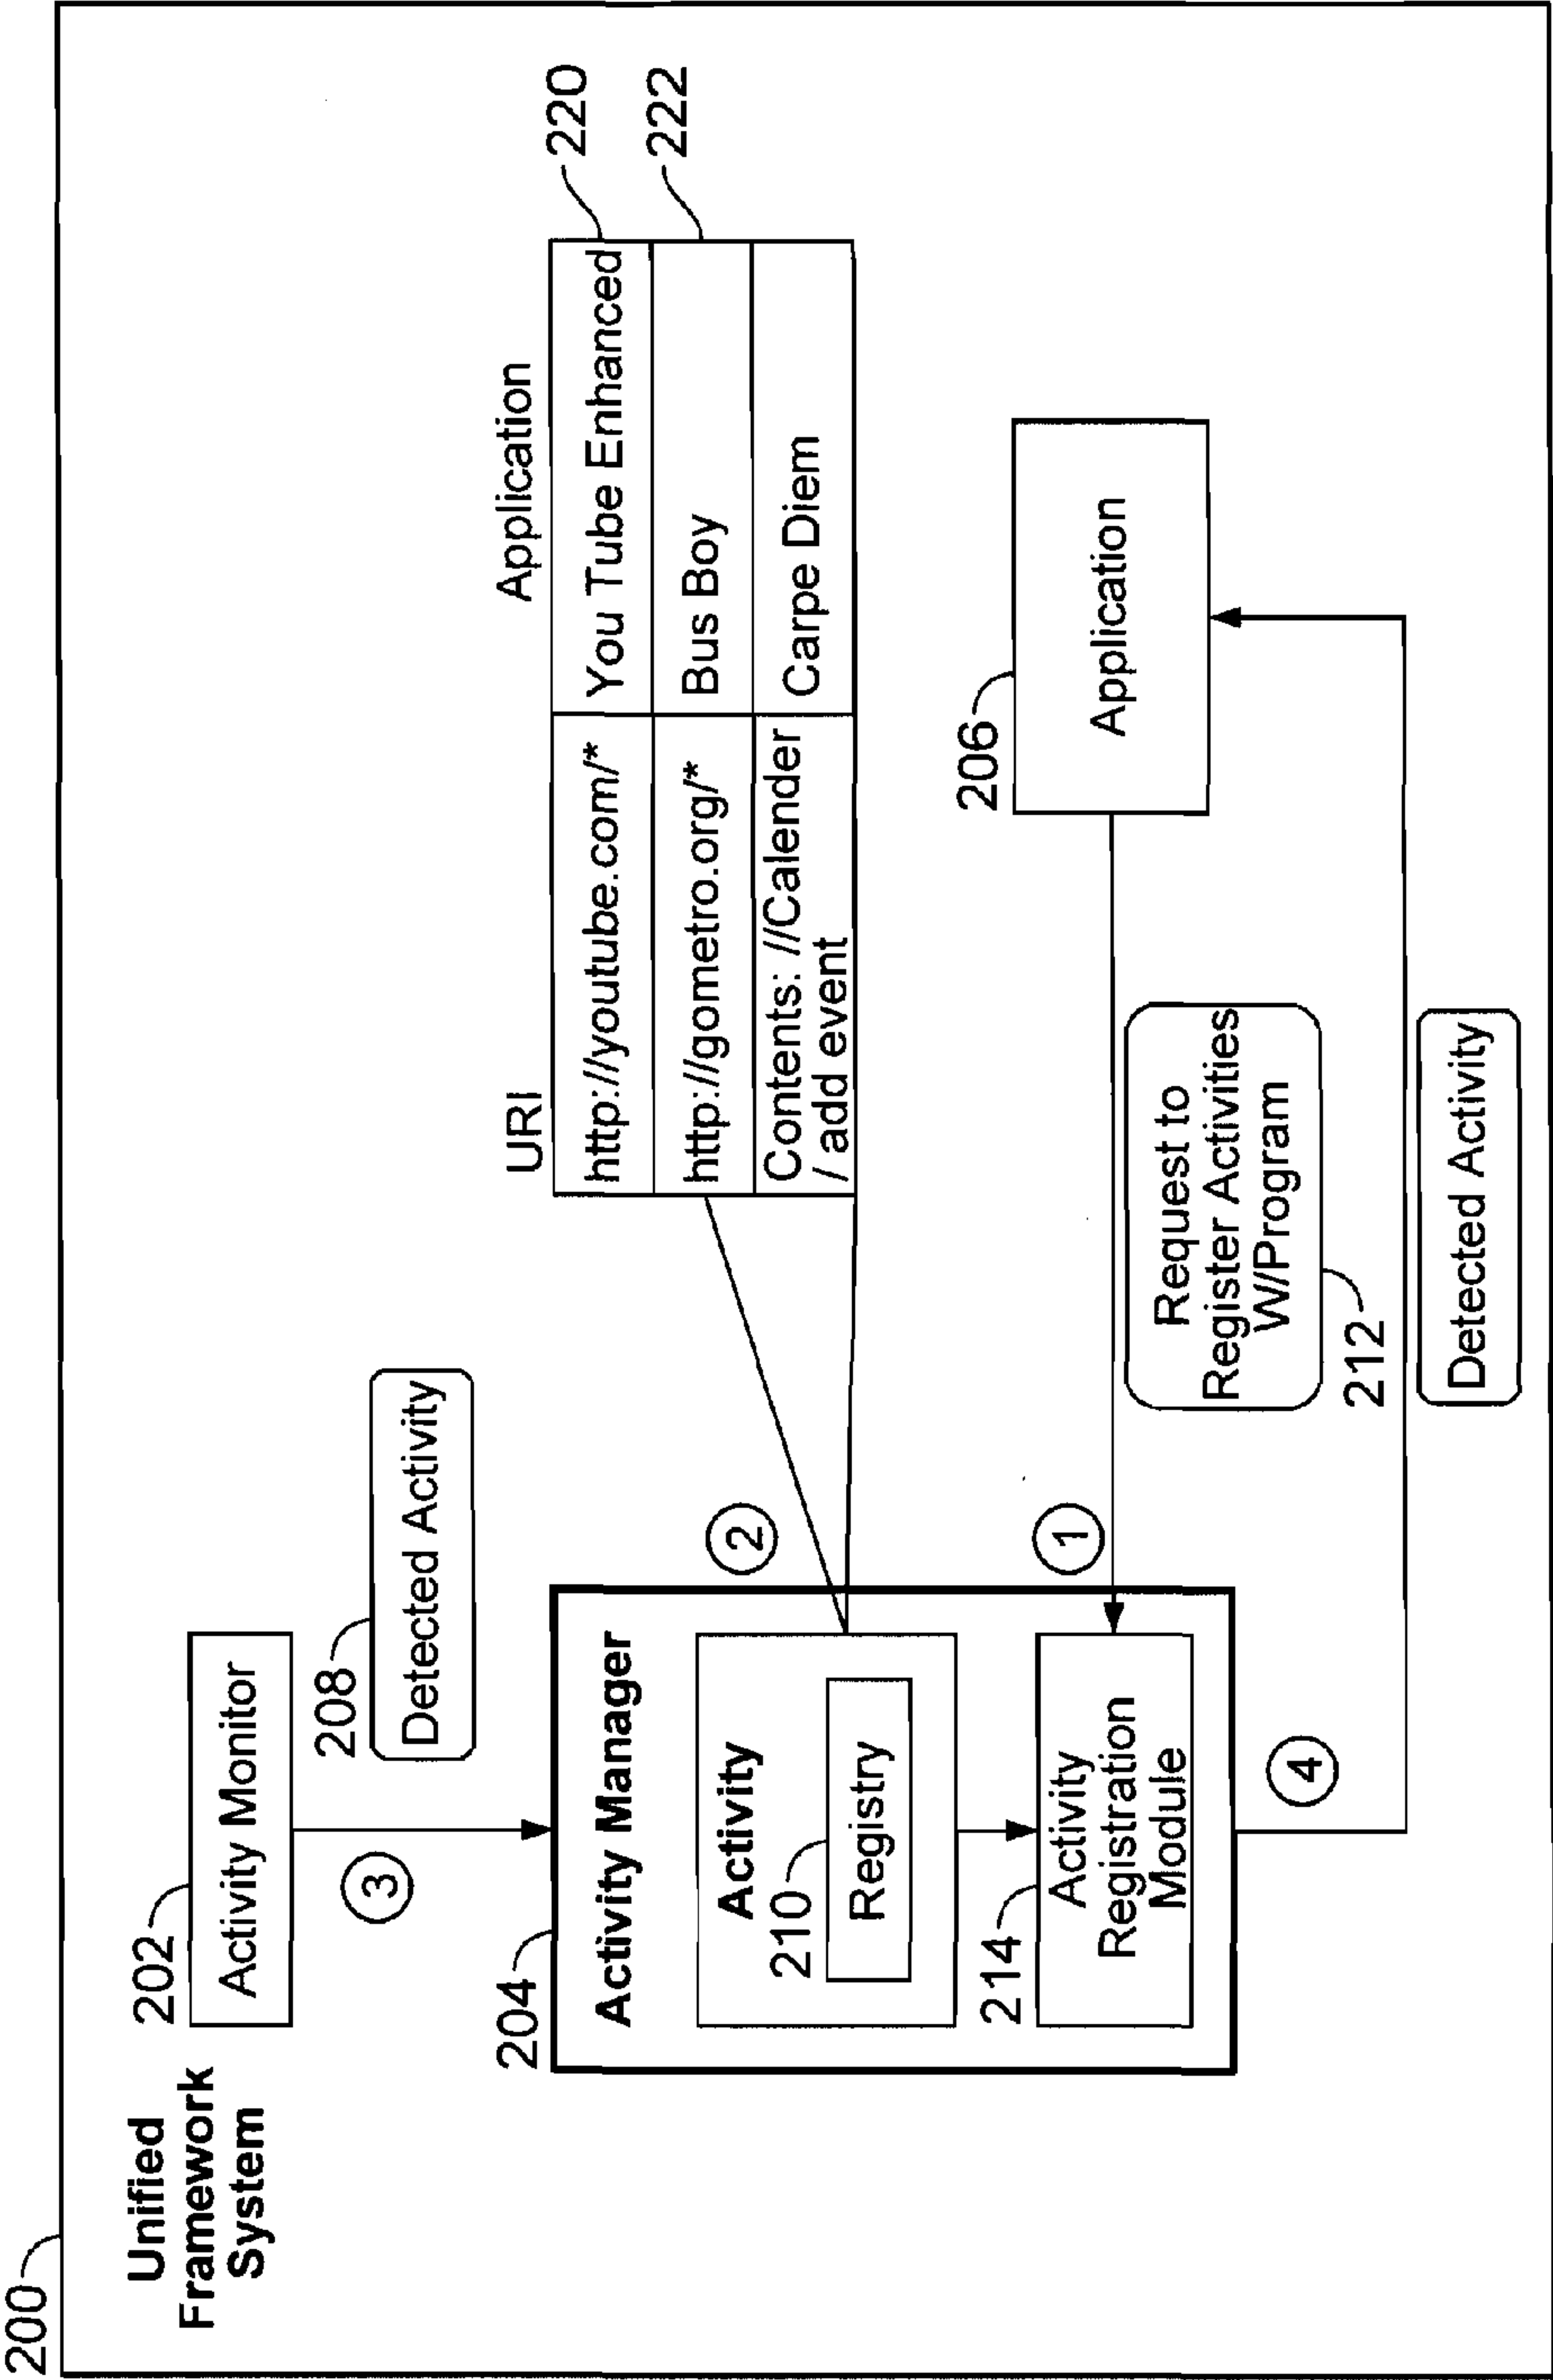 200
Unified
Framework
System
202
Activity Monitor
3
208
Detected Activity
204
Activity Manager
Activity
210
Registry
214
Activity
Registration
Module
2
1
4
URI
Application
http://youtube.com/*
You Tube Enhanced
220
http://gometro.org/*
Bus Boy
222
Contents: //Calender
/ add event
Carpe Diem
206
Application
Request to
Register Activities
W/Program
212
Detected Activity